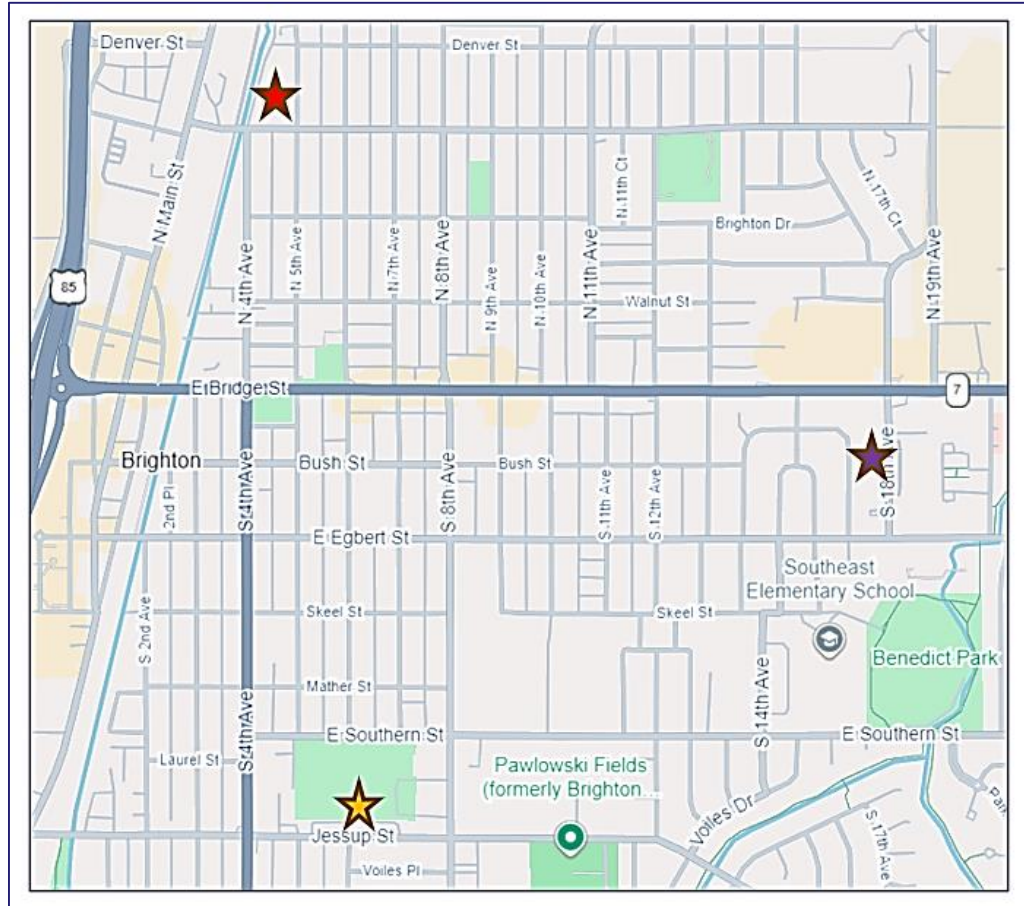 Denver St
Denver St
N Main St
N 11th Ct
N 17th Ct
Brighton Dr
N 4th Ave
N 5th Ave
N 7th Ave
N 8th Ave
N 9th Ave
N 10th Ave
N 11th Ave
N 19th Ave
85
Walnut St
E Bridge St
7
Brighton
Bush St
Bush St
2nd Pl
S 4th Ave
S 8th Ave
S 11th Ave
S 12th Ave
S 18th Ave
E Egbert St
Southeast
Elementary School
Skeel St
Skeel St
S 2nd Ave
Benedict Park
Mather St
S 4th Ave
S 14th Ave
E Southern St
E Southern St
Laurel St
Pawlowski Fields
(formerly Brighton...
Voiles Dr
Jessup St
S 17th Ave
Voiles Pl